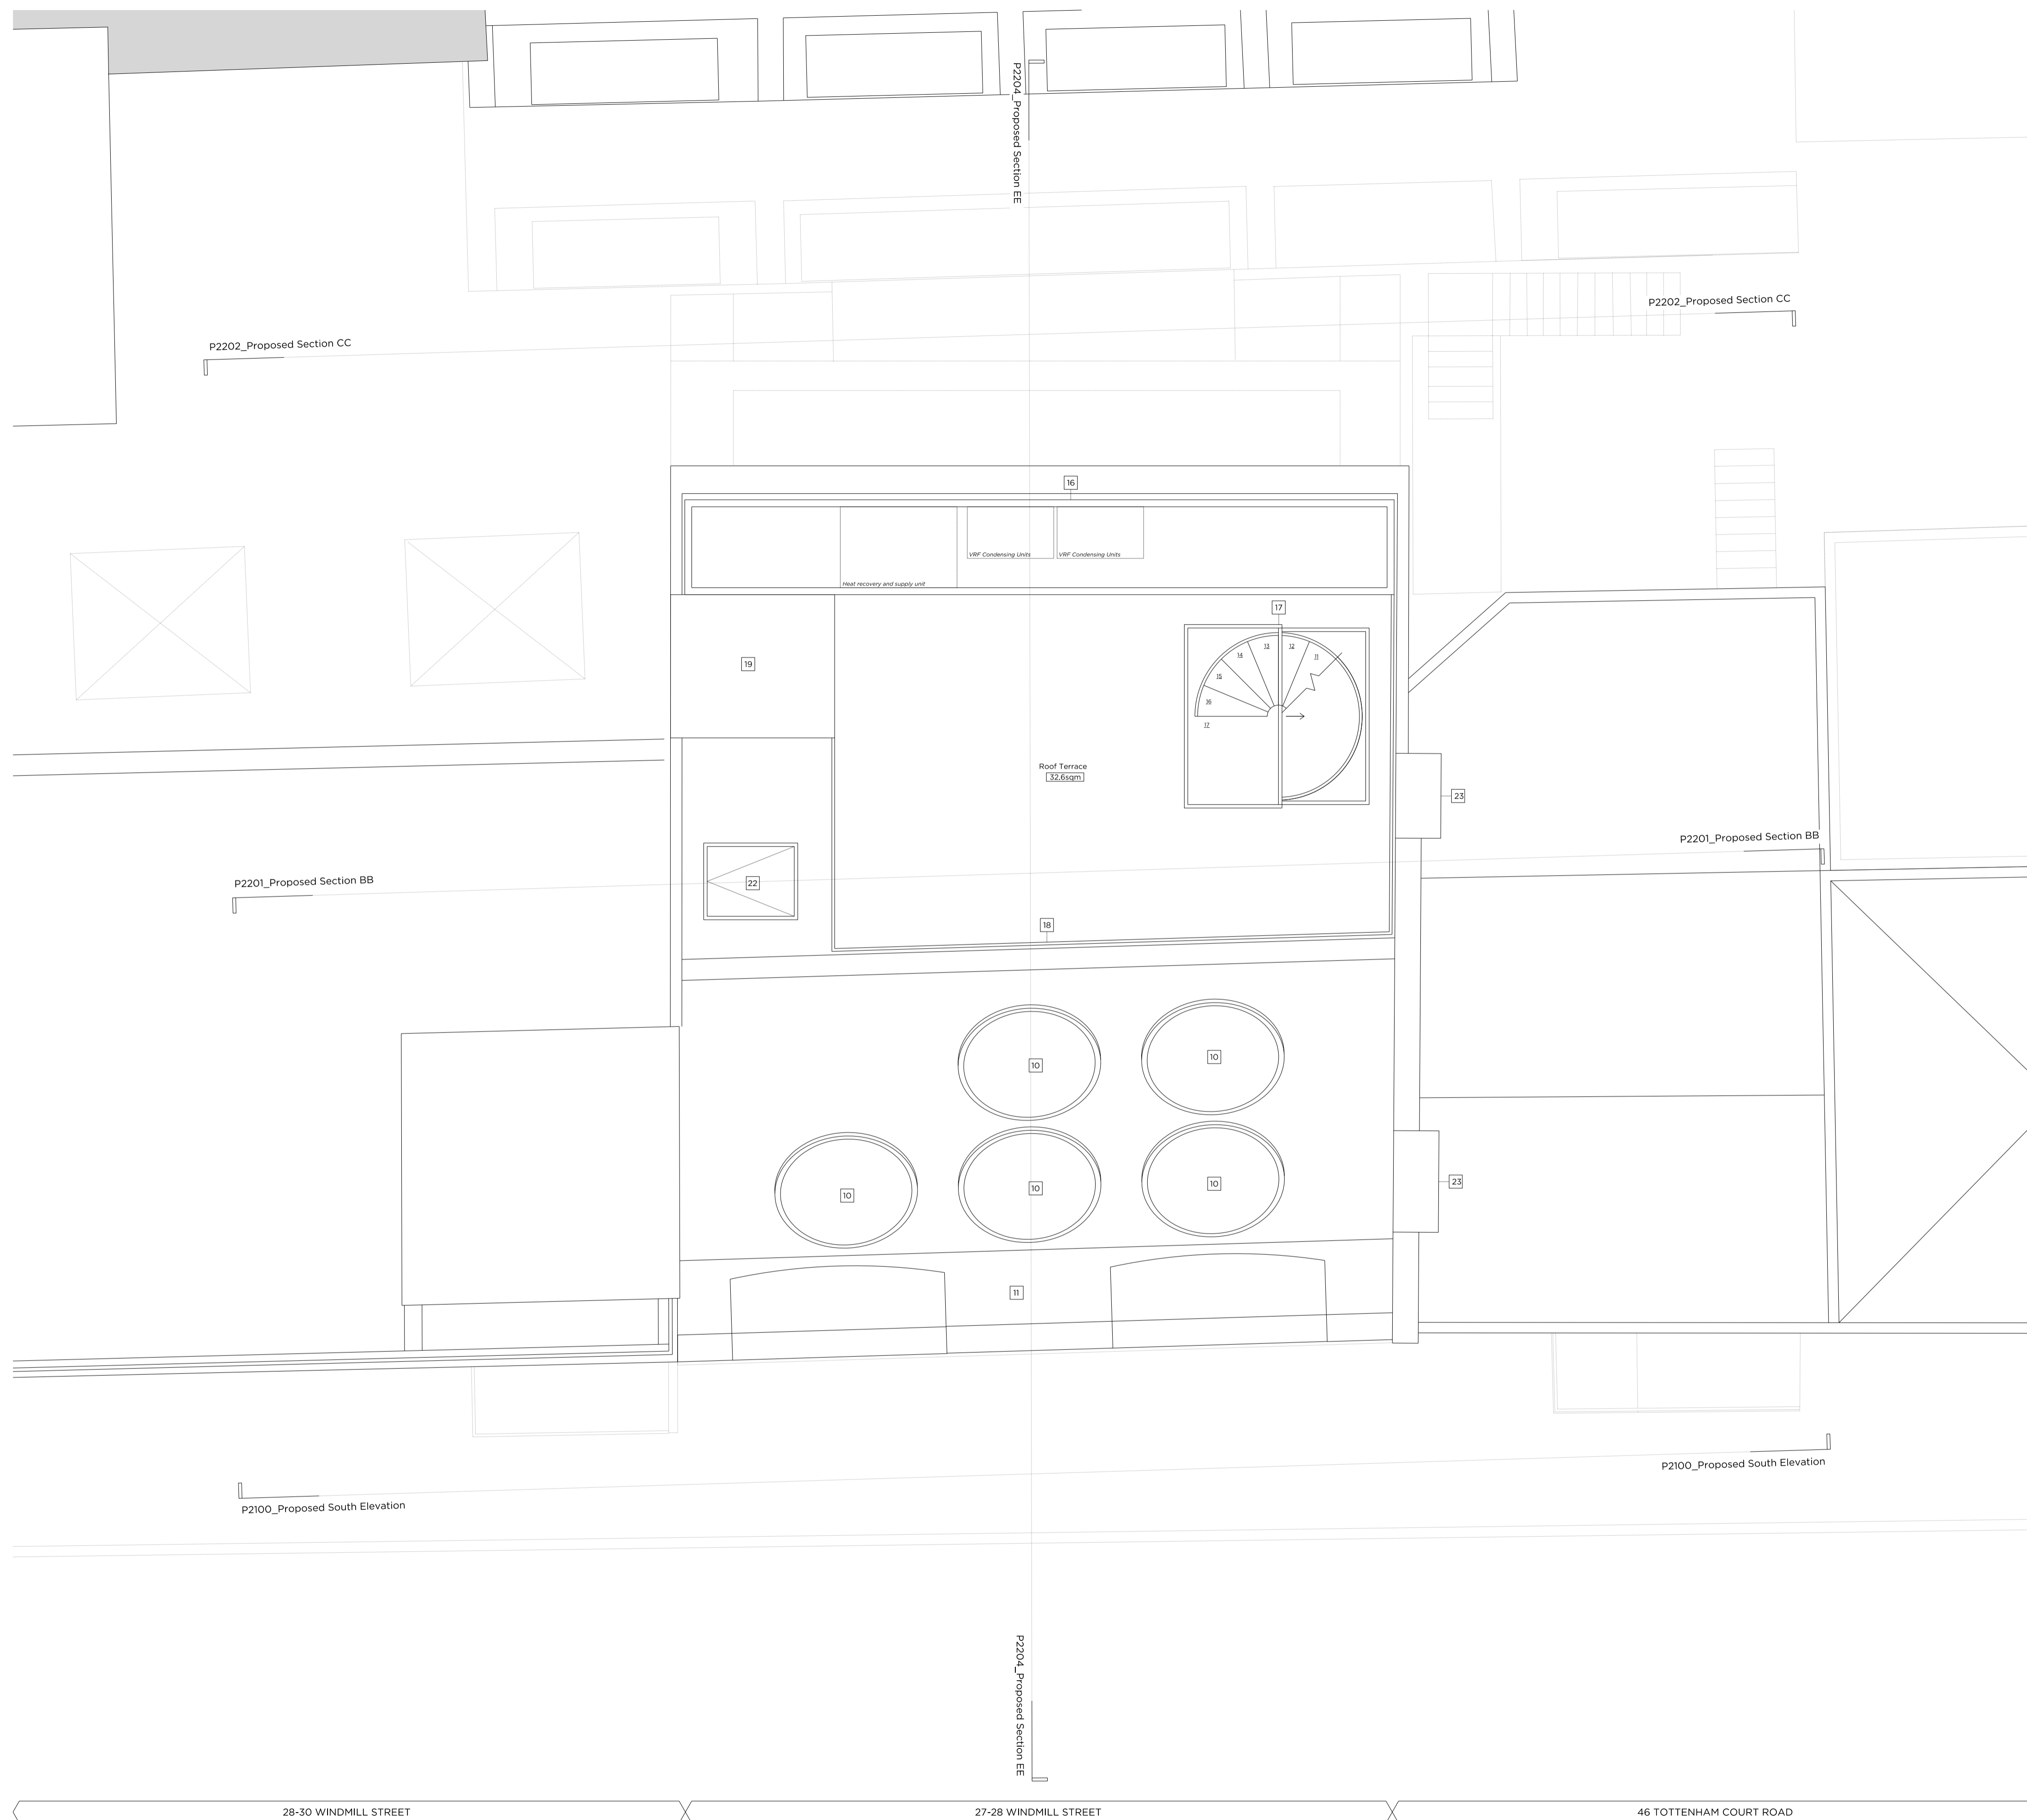 P2204_Proposed Section EE
P2202_Proposed Section CC
P2202_Proposed Section CC
16
VRF Condensing Units
VRF Condensing Units
Heat recovery and supply unit
17
13
12
14
11
15
16
17
19
Roof Terrace
32.6sqm
23
P2201_Proposed Section BB
P2201_Proposed Section BB
22
18
10
10
10
10
10
23
11
P2100_Proposed South Elevation
P2100_Proposed South Elevation
P2204_Proposed Section EE
28-30 WINDMILL STREET
27-28 WINDMILL STREET
46 TOTTENHAM COURT ROAD